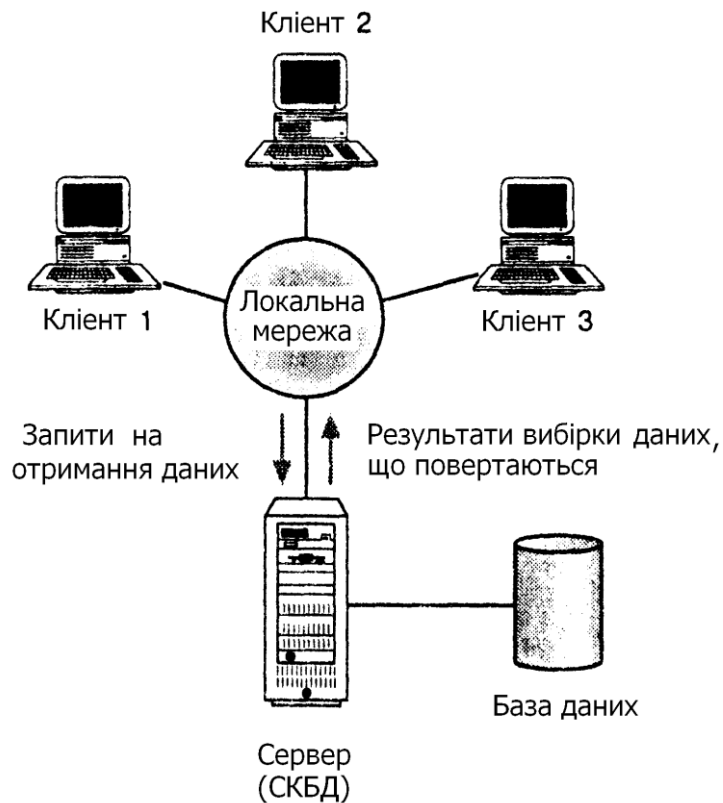 Клієнт 2
Клієнт 1
Локальна
мережа
Клієнт 3
Запити на
отримання даних
Результати вибірки даних,
що повертаються
База даних
Сервер
(СКБД)